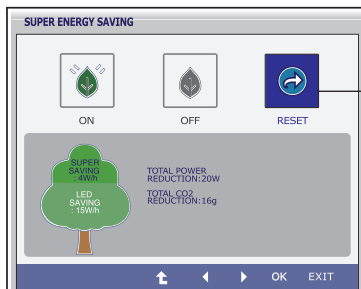 SUPER ENERGY SAVING
ON
OFF
RESET
SUPER
SAVING
: 4W/h
LED
SAVING
: 15W/h
TOTAL POWER
REDUCTION:20W
TOTAL CO2
REDUCTION:16g
OK
EXIT